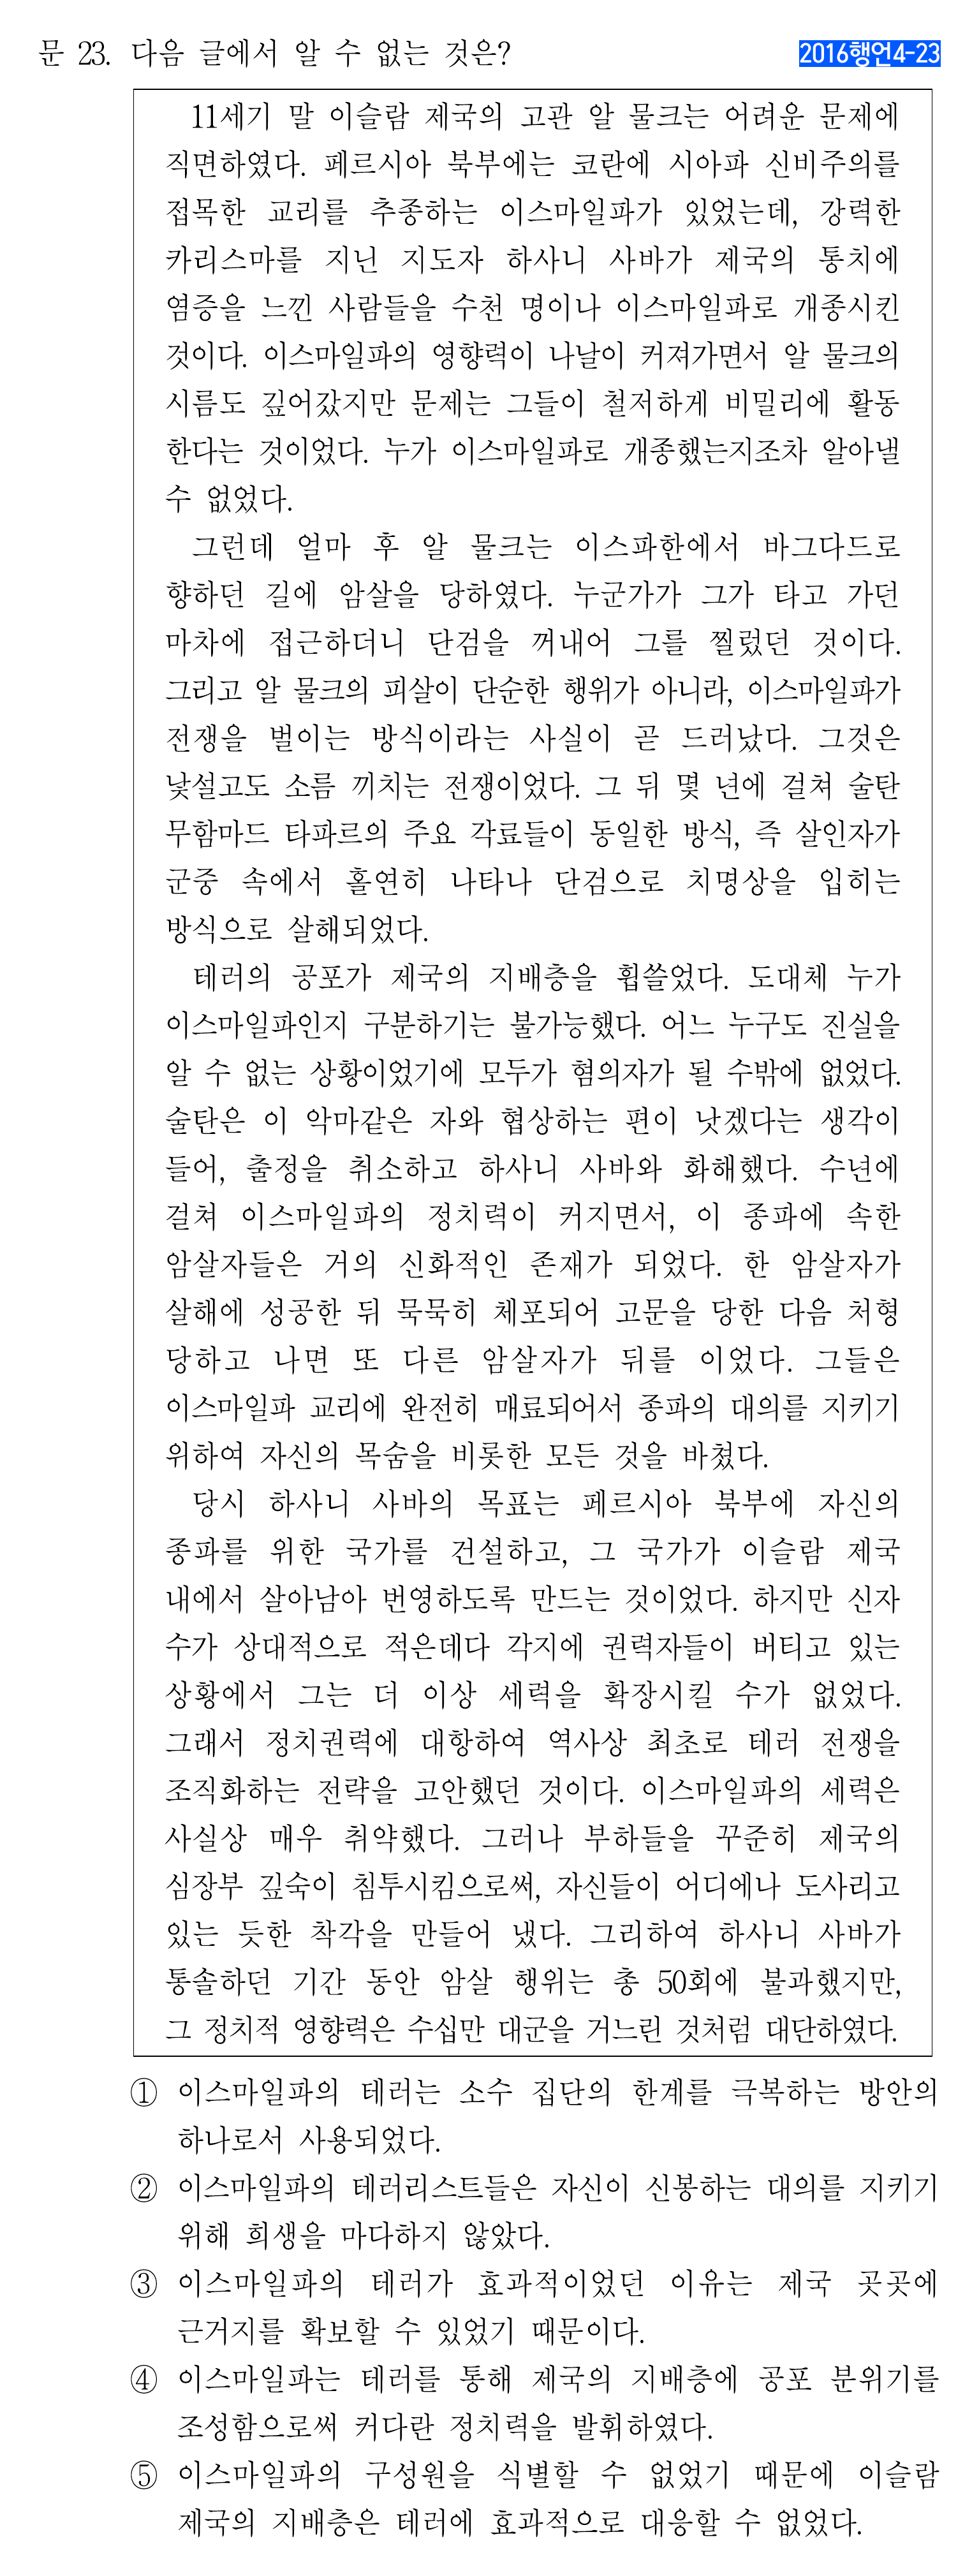 문 23. 다음 글에서 알 수 없는 것은?
2016행언4-23
11세기 말 이슬람 제국의 고관 알 물크는 어려운 문제에
직면하였다. 페르시아 북부에는 코란에 시아파 신비주의를
접목한 교리를 추종하는 이스마일파가 있었는데, 강력한
카리스마를 지닌 지도자 하사니 사바가 제국의 통치에
염증을 느낀 사람들을 수천 명이나 이스마일파로 개종시킨
것이다. 이스마일파의 영향력이 나날이 커져가면서 알 물크의
시름도 깊어갔지만 문제는 그들이 철저하게 비밀리에 활동
한다는 것이었다. 누가 이스마일파로 개종했는지조차 알아낼
수 없었다.
그런데 얼마 후 알 물크는 이스파한에서 바그다드로
향하던 길에 암살을 당하였다. 누군가가 그가 타고 가던
마차에 접근하더니 단검을 꺼내어 그를 찔렀던 것이다.
그리고 알 물크의 피살이 단순한 행위가 아니라, 이스마일파가
전쟁을 벌이는 방식이라는 사실이 곧 드러났다. 그것은
낯설고도 소름 끼치는 전쟁이었다. 그 뒤 몇 년에 걸쳐 술탄
무함마드 타파르의 주요 각료들이 동일한 방식, 즉 살인자가
군중 속에서 홀연히 나타나 단검으로 치명상을 입히는
방식으로 살해되었다.
테러의 공포가 제국의 지배층을 휩쓸었다. 도대체 누가
이스마일파인지 구분하기는 불가능했다. 어느 누구도 진실을
알 수 없는 상황이었기에 모두가 혐의자가 될 수밖에 없었다.
술탄은 이 악마같은 자와 협상하는 편이 낫겠다는 생각이
들어, 출정을 취소하고 하사니 사바와 화해했다. 수년에
걸쳐 이스마일파의 정치력이 커지면서, 이 종파에 속한
암살자들은 거의 신화적인 존재가 되었다. 한 암살자가
살해에 성공한 뒤 묵묵히 체포되어 고문을 당한 다음 처형
당하고 나면 또 다른 암살자가 뒤를 이었다. 그들은
이스마일파 교리에 완전히 매료되어서 종파의 대의를 지키기
위하여 자신의 목숨을 비롯한 모든 것을 바쳤다.
당시 하사니 사바의 목표는 페르시아 북부에 자신의
종파를 위한 국가를 건설하고, 그 국가가 이슬람 제국
내에서 살아남아 번영하도록 만드는 것이었다. 하지만 신자
수가 상대적으로 적은데다 각지에 권력자들이 버티고 있는
상황에서 그는 더 이상 세력을 확장시킬 수가 없었다.
그래서 정치권력에 대항하여 역사상 최초로 테러 전쟁을
조직화하는 전략을 고안했던 것이다. 이스마일파의 세력은
사실상 매우 취약했다. 그러나 부하들을 꾸준히 제국의
심장부 깊숙이 침투시킴으로써, 자신들이 어디에나 도사리고
있는 듯한 착각을 만들어 냈다. 그리하여 하사니 사바가
통솔하던 기간 동안 암살 행위는 총 50회에 불과했지만,
그 정치적 영향력은 수십만 대군을 거느린 것처럼 대단하였다.
① 이스마일파의 테러는 소수 집단의 한계를 극복하는 방안의
하나로서 사용되었다.
② 이스마일파의 테러리스트들은 자신이 신봉하는 대의를 지키기
위해 희생을 마다하지 않았다.
③ 이스마일파의 테러가 효과적이었던 이유는 제국 곳곳에
근거지를 확보할 수 있었기 때문이다.
④ 이스마일파는 테러를 통해 제국의 지배층에 공포 분위기를
조성함으로써 커다란 정치력을 발휘하였다.
⑤ 이스마일파의 구성원을 식별할 수 없었기 때문에 이슬람
제국의 지배층은 테러에 효과적으로 대응할 수 없었다.